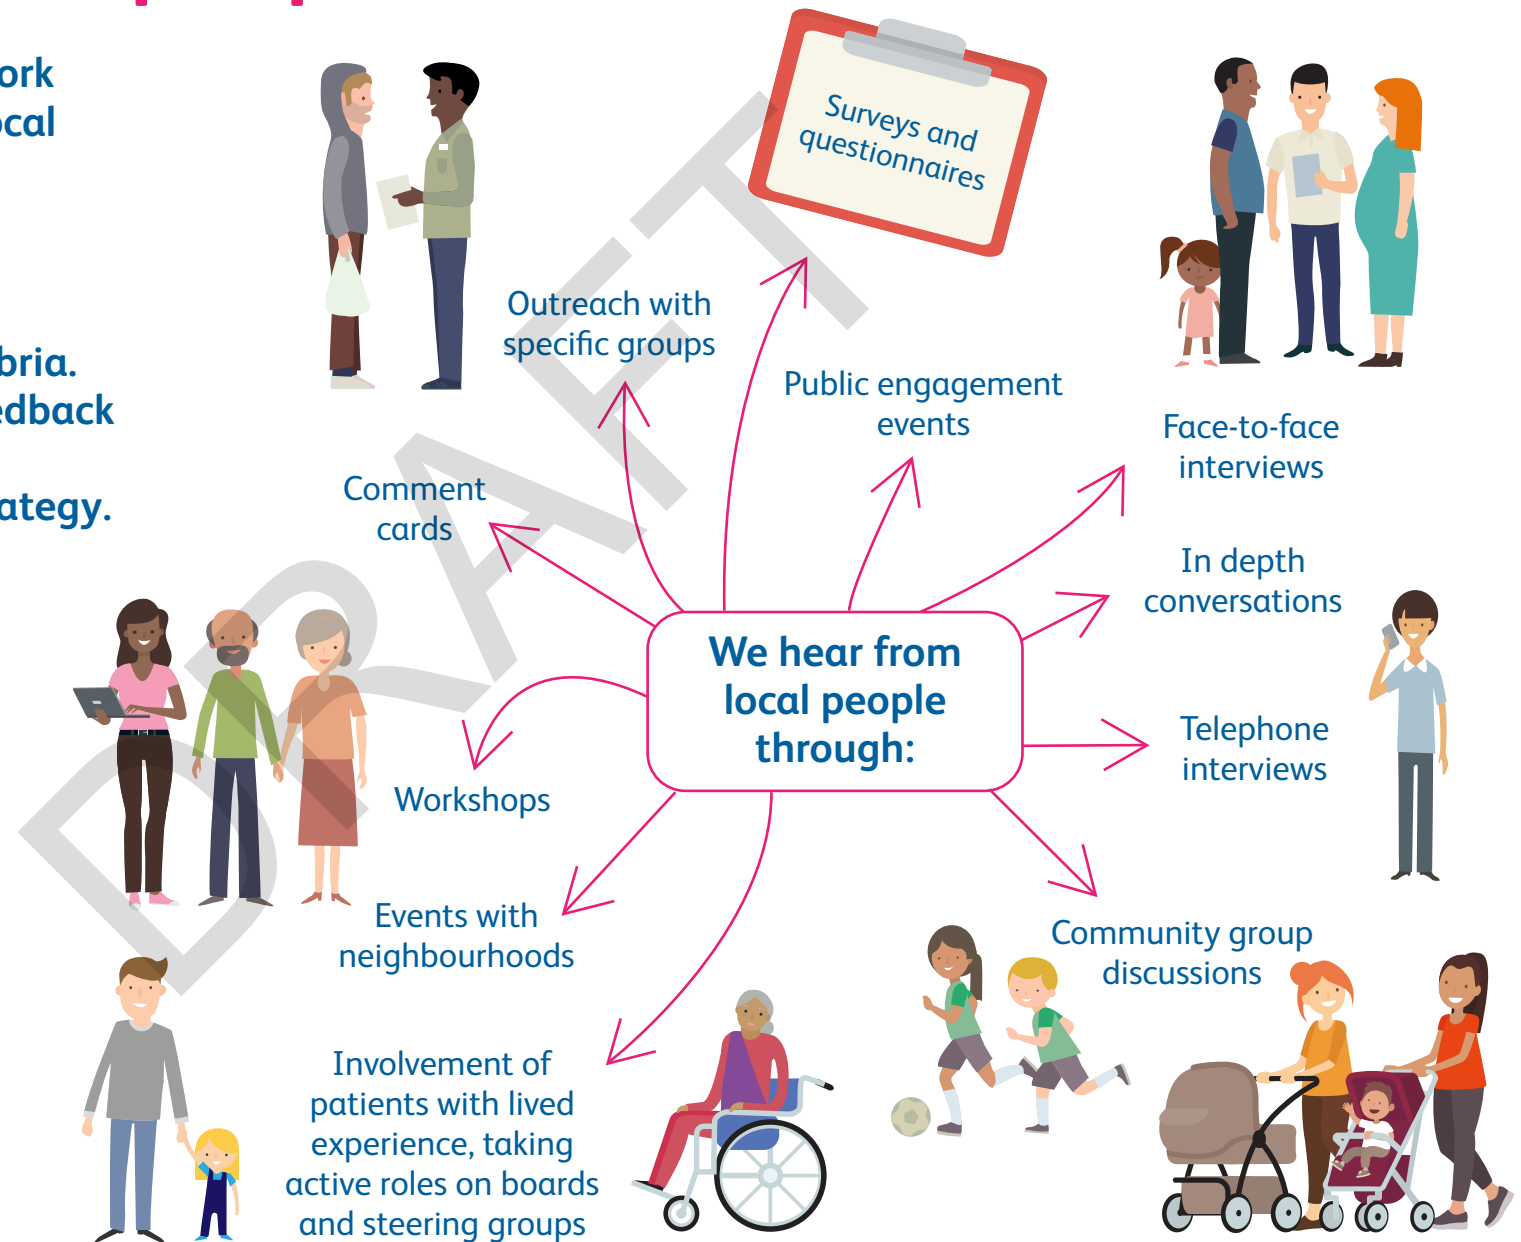 ork
ocal
bria.
edback
ategy.
Surveys and
questionnaires
Outreach with
specific groups
Public engagement
events
Face-to-face
interviews
Comment
cards
In depth
conversations
We hear from
local people
through:
Telephone
interviews
Workshops
Events with
neighbourhoods
Community group
discussions
Involvement of
patients with lived
experience, taking
active roles on boards
and steering groups
DRAFT